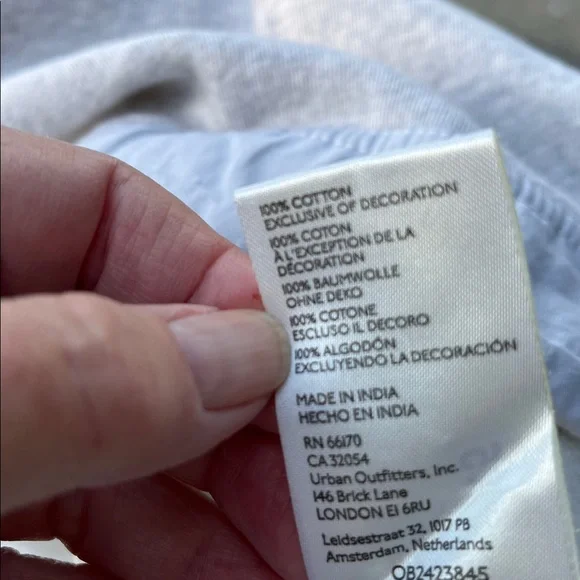 100% COTTON
EXCLUSIVE OF DECORATION
100% COTON
À L'EXCEPTION DE LA
DÉCORATION
100% BAUMWOLLE
OHNE DEKO
100% COTONE
ESCLUSO IL DECORO
100% ALGODÓN
EXCLUYENDO LA DECORACIÓN
MADE IN INDIA
HECHO EN INDIA
RN 66170
CA 32054
Urban Outfitters, Inc.
146 Brick Lane
LONDON E1 6RU
Leidsestraat 32, 1017 PB
Amsterdam, Netherlands
OB2423845